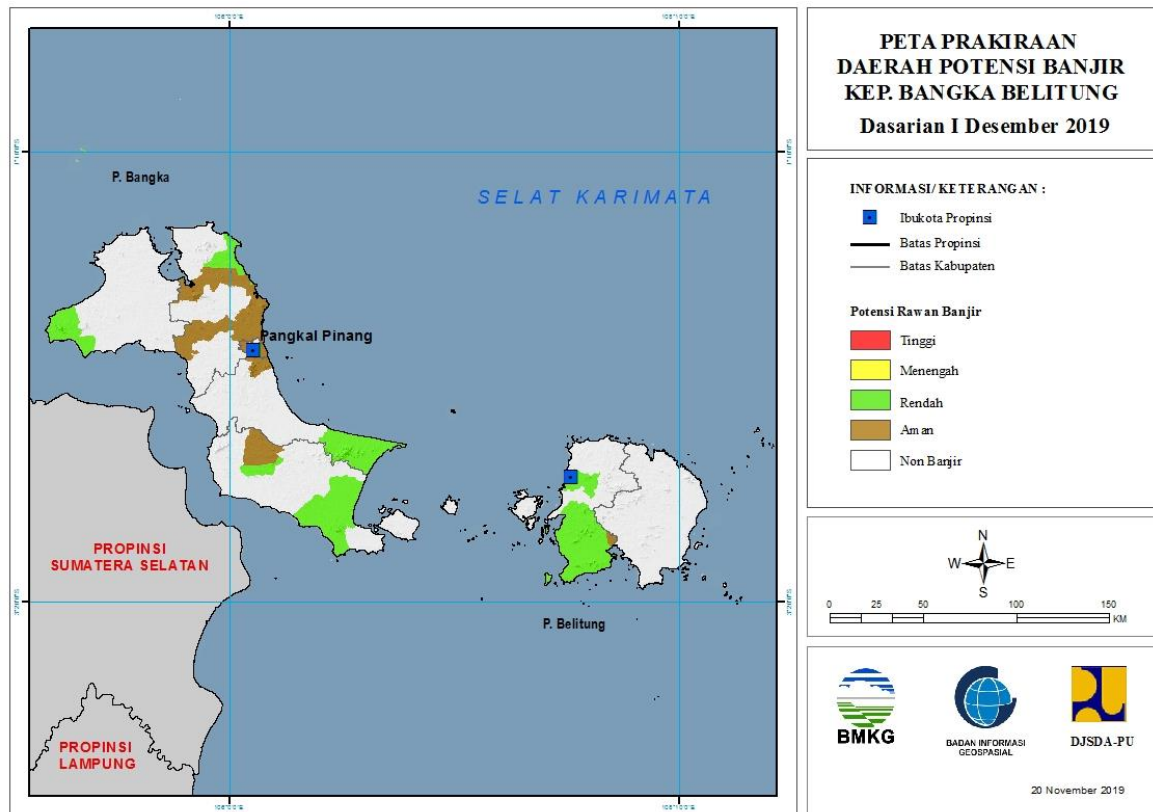 PETA PRAKIRAAN
DAERAH POTENSI BANJIR
KEP. BANGKA BELITUNG
Dasarian I Desember 2019
P. Bangka
SELAT KARIMATA
Pangkal Pinang
PROPINSI
SUMATERA SELATAN
P. Belitung
PROPINSI
LAMPUNG
INFORMASI/ KETERANGAN :
Ibukota Propinsi
Batas Propinsi
Batas Kabupaten
Potensi Rawan Banjir
Tinggi
Menengah
Rendah
Aman
Non Banjir
N
W E
S
0 25 50 100 150
KM
BMKG
BADAN INFORMASI
GEOSPASIAL
DJSDA-PU
20 November 2019